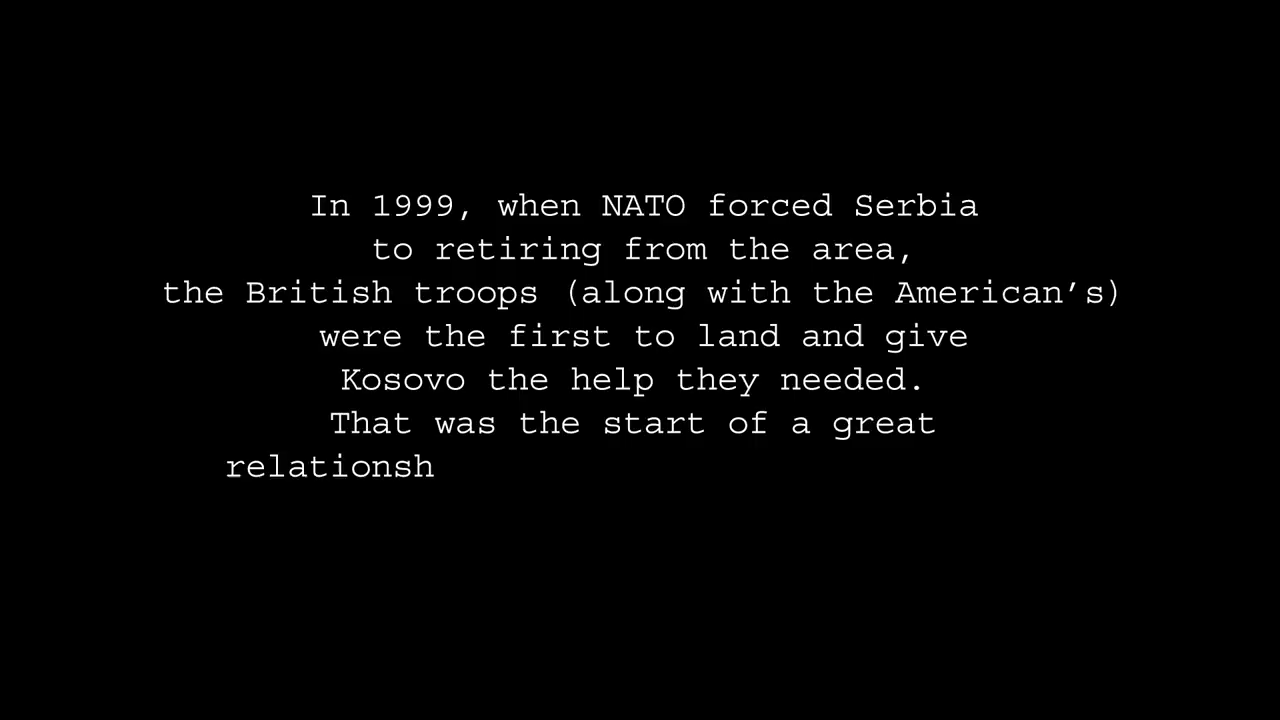 In 1999, when NATO forced Serbia
to retiring from the area,
the British troops (along with the American’s)
were the first to land and give
Kosovo the help they needed.
That was the start of a great
relationsh